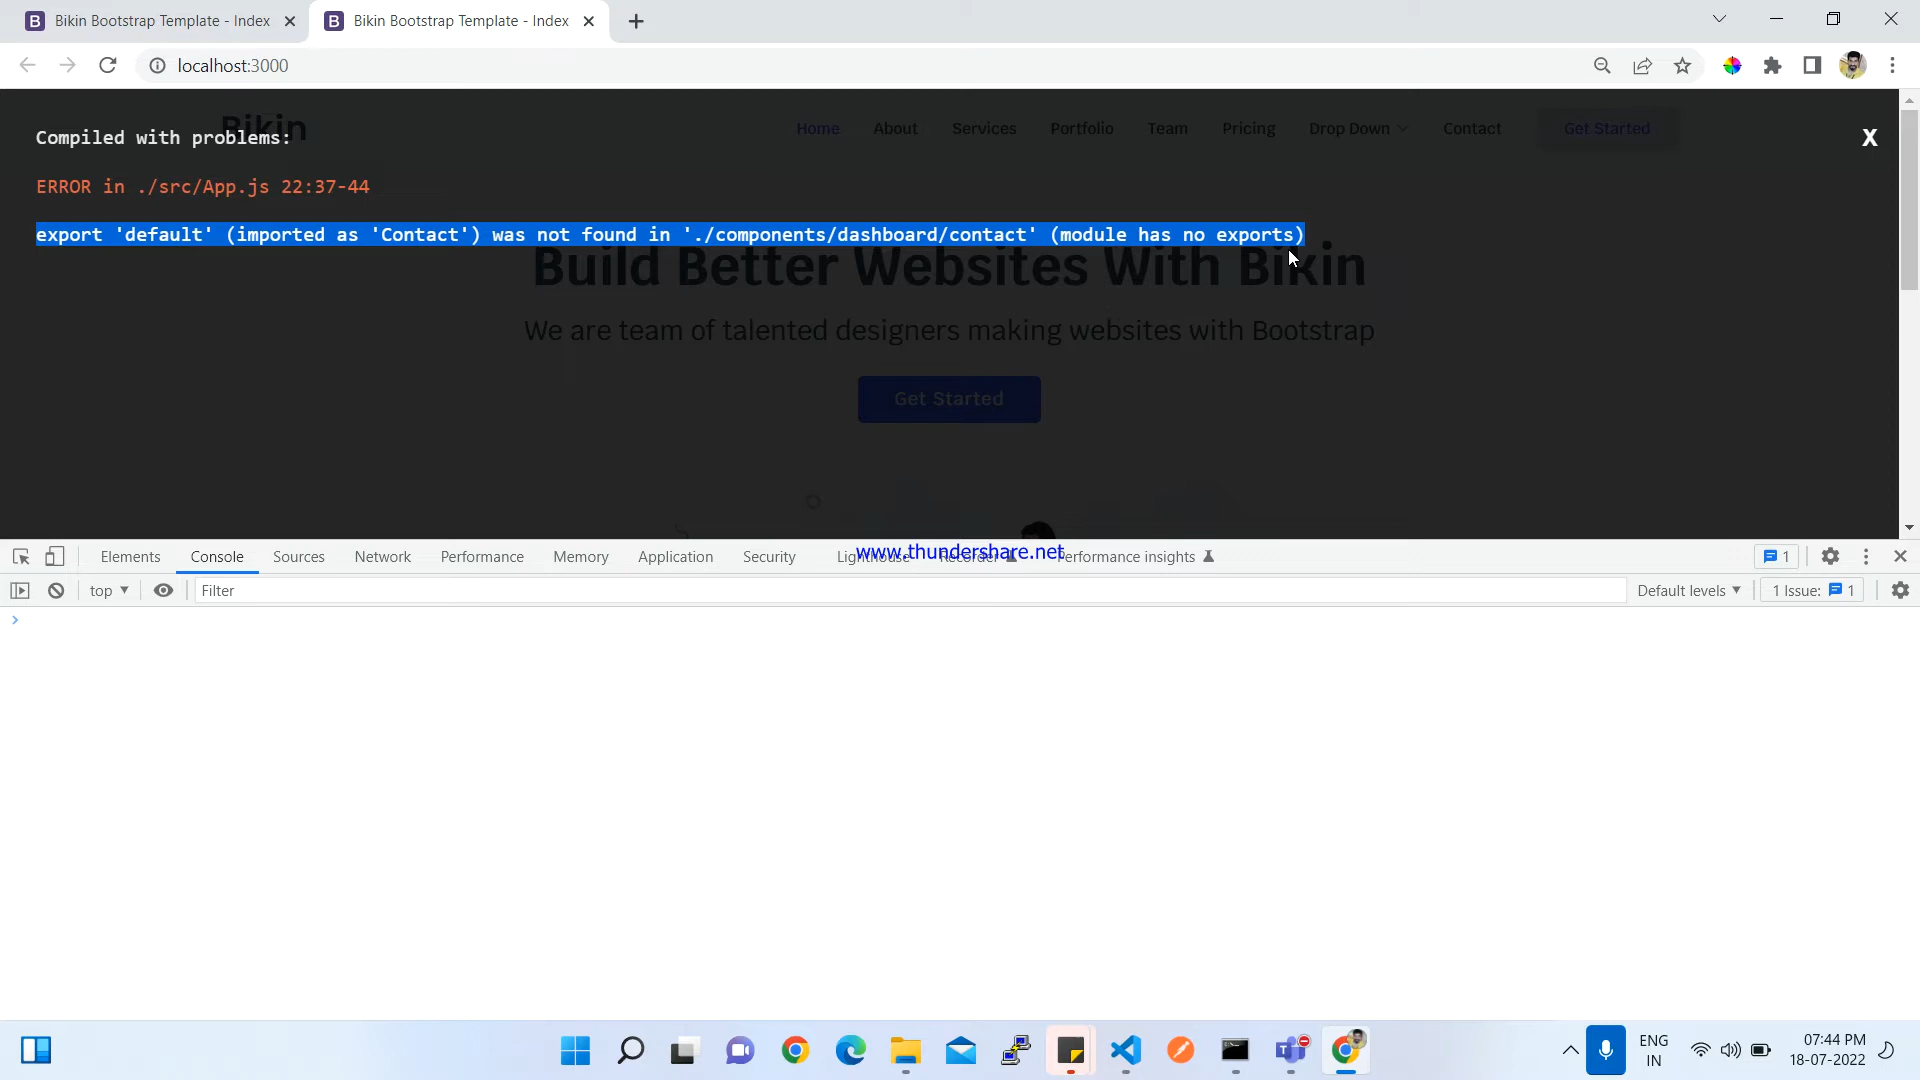 Bikin Bootstrap Template - Index
Bikin Bootstrap Template - Index
localhost:3000
Bikin
Home About Services Portfolio Team Pricing Drop Down Contact Get Started
Compiled with problems:
X
ERROR in ./src/App.js 22:37-44
export 'default' (imported as 'Contact') was not found in './components/dashboard/contact' (module has no exports)
Build Better Websites With Bikin
We are team of talented designers making websites with Bootstrap
Get Started
Elements Console Sources Network Performance Memory Application Security Lighthouse Recorder Performance insights 1
www.thundershare.net
top Filter Default levels 1 Issue: 1
ENG
IN
07:44 PM
18-07-2022